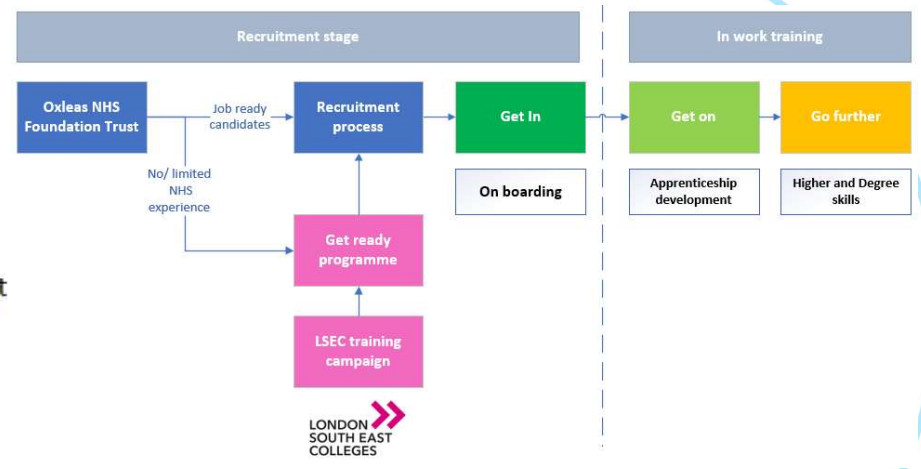 Recruitment stage
In work training
Oxleas NHS
Foundation Trust
Job ready
candidates
Recruitment
process
Get In
Get on
Go further
No/ limited
NHS
experience
On boarding
Apprenticeship
development
Higher and Degree
skills
Get ready
programme
t
LSEC training
campaign
LONDON
SOUTH EAST
COLLEGES